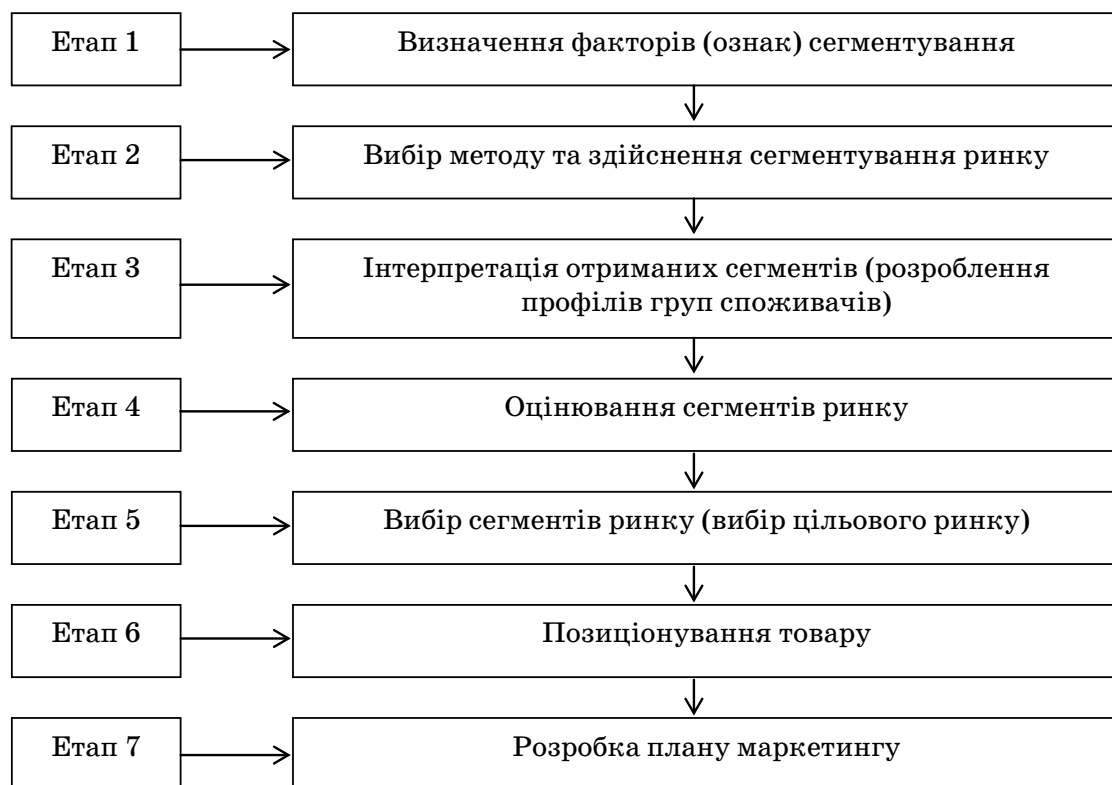 Етап 1
Визначення факторів (ознак) сегментування
Етап 2
Вибір методу та здійснення сегментування ринку
Етап 3
Інтерпретація отриманих сегментів (розроблення
профілів груп споживачів)
Етап 4
Оцінювання сегментів ринку
Етап 5
Вибір сегментів ринку (вибір цільового ринку)
Етап 6
Позиціонування товару
Етап 7
Розробка плану маркетингу